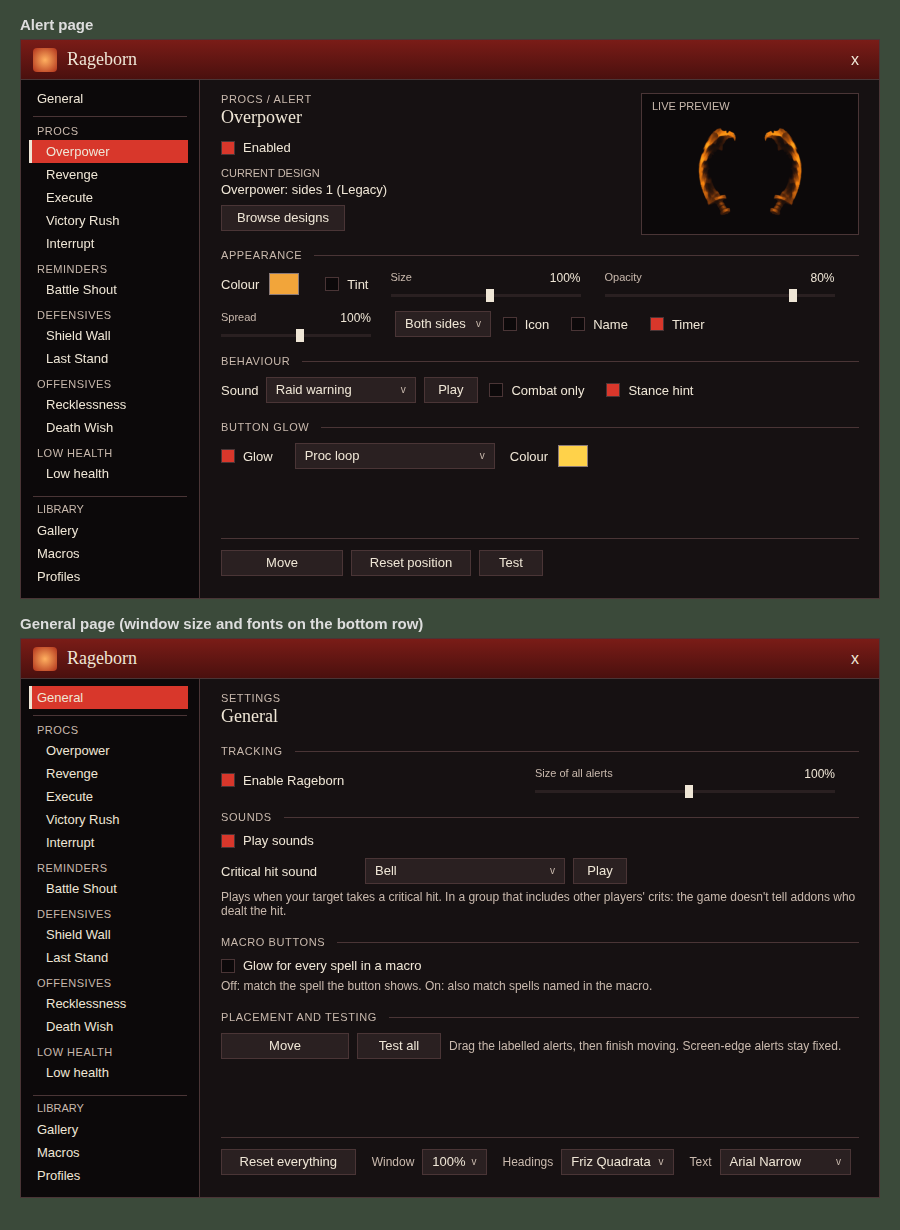 Alert page
Rageborn x
General
PROCS
Overpower
Revenge
Execute
Victory Rush
Interrupt
REMINDERS
Battle Shout
DEFENSIVES
Shield Wall
Last Stand
OFFENSIVES
Recklessness
Death Wish
LOW HEALTH
Low health
LIBRARY
Gallery
Macros
Profiles
PROCS / ALERT
Overpower
Enabled
CURRENT DESIGN
Overpower: sides 1 (Legacy)
Browse designs
LIVE PREVIEW
APPEARANCE
Colour Tint Size 100% Opacity 80%
Spread 100% Both sides v Icon Name Timer
BEHAVIOUR
Sound Raid warning v Play Combat only Stance hint
BUTTON GLOW
Glow Proc loop v Colour
Move Reset position Test
General page (window size and fonts on the bottom row)
Rageborn x
General
PROCS
Overpower
Revenge
Execute
Victory Rush
Interrupt
REMINDERS
Battle Shout
DEFENSIVES
Shield Wall
Last Stand
OFFENSIVES
Recklessness
Death Wish
LOW HEALTH
Low health
LIBRARY
Gallery
Macros
Profiles
SETTINGS
General
TRACKING
Enable Rageborn Size of all alerts 100%
SOUNDS
Play sounds
Critical hit sound Bell v Play
Plays when your target takes a critical hit. In a group that includes other players' crits: the game doesn't tell addons who
dealt the hit.
MACRO BUTTONS
Glow for every spell in a macro
Off: match the spell the button shows. On: also match spells named in the macro.
PLACEMENT AND TESTING
Move Test all Drag the labelled alerts, then finish moving. Screen-edge alerts stay fixed.
Reset everything Window 100% v Headings Friz Quadrata v Text Arial Narrow v